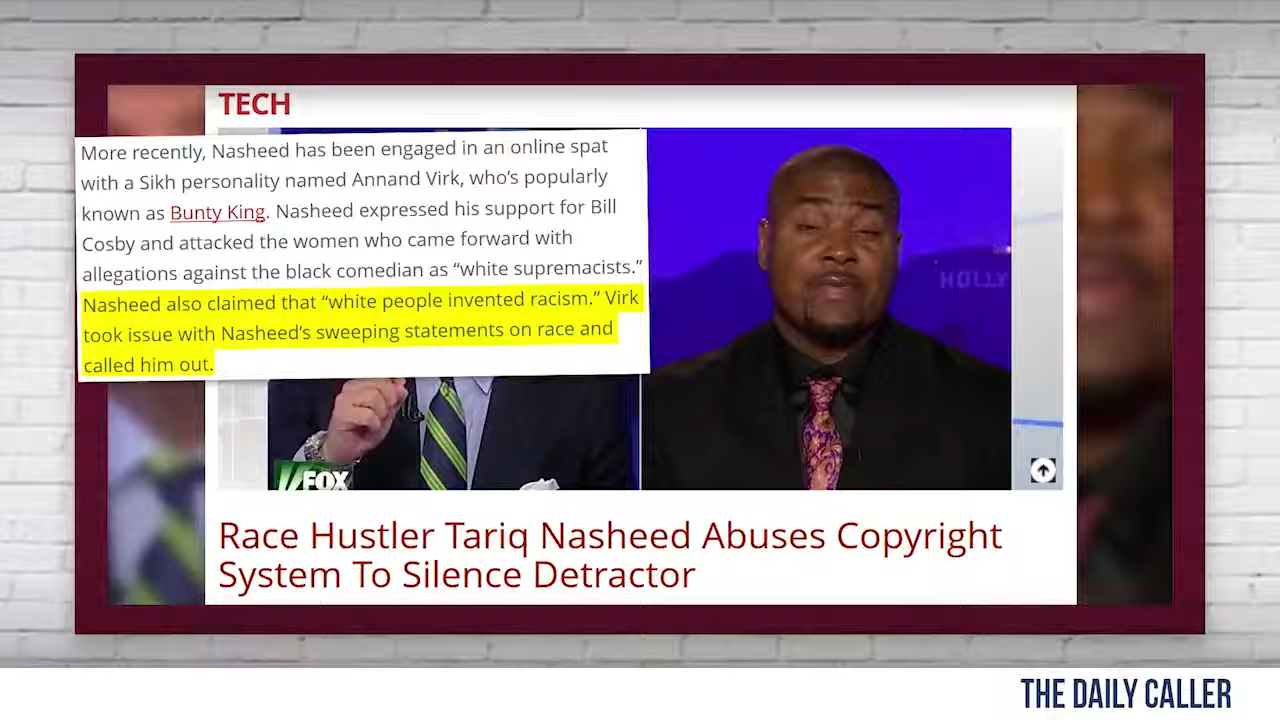 TECH
More recently, Nasheed has been engaged in an online spat
with a Sikh personality named Annand Virk, who's popularly
known as Bunty King. Nasheed expressed his support for Bill
Cosby and attacked the women who came forward with
allegations against the black comedian as “white supremacists.”
Nasheed also claimed that “white people invented racism.” Virk
took issue with Nasheed's sweeping statements on race and
called him out.
HOLLY
FOX
Race Hustler Tariq Nasheed Abuses Copyright
System To Silence Detractor
THE DAILY CALLER